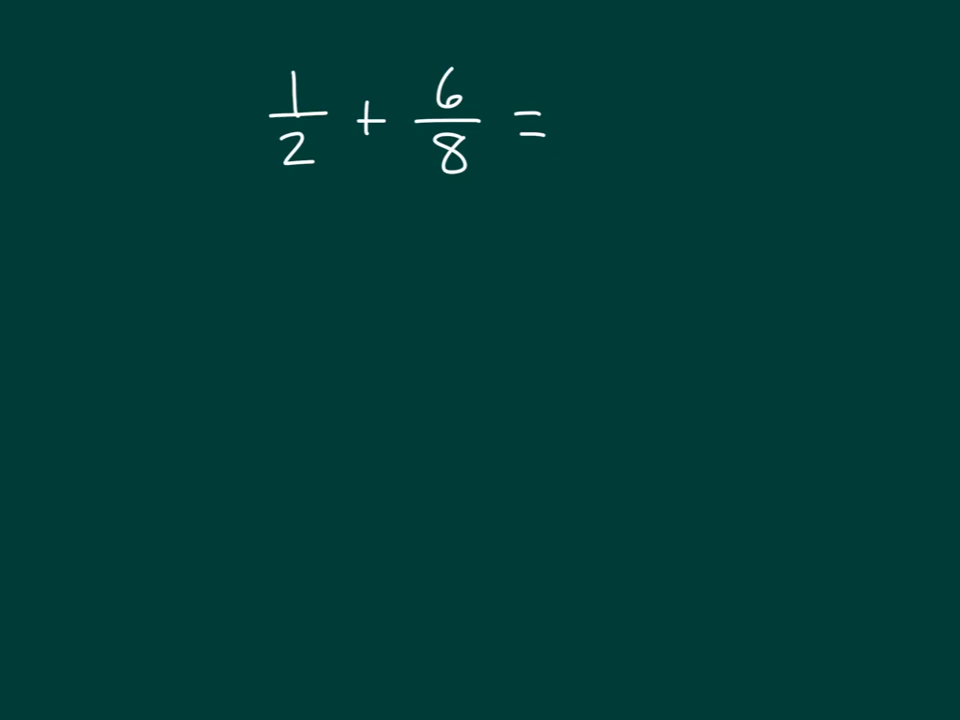 1/2 + 6/8 =